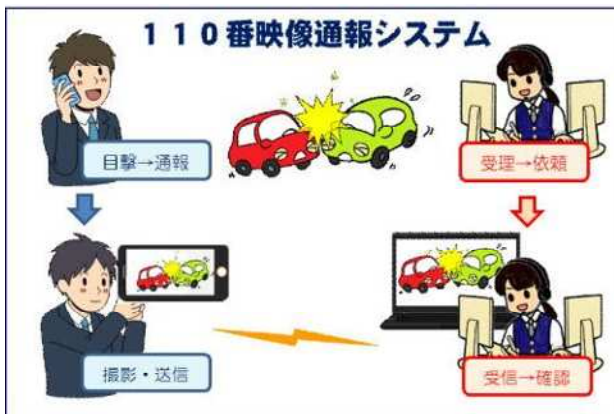 １１０番映像通報システム
目撃→通報
受理→依頼
撮影・送信
受信→確認